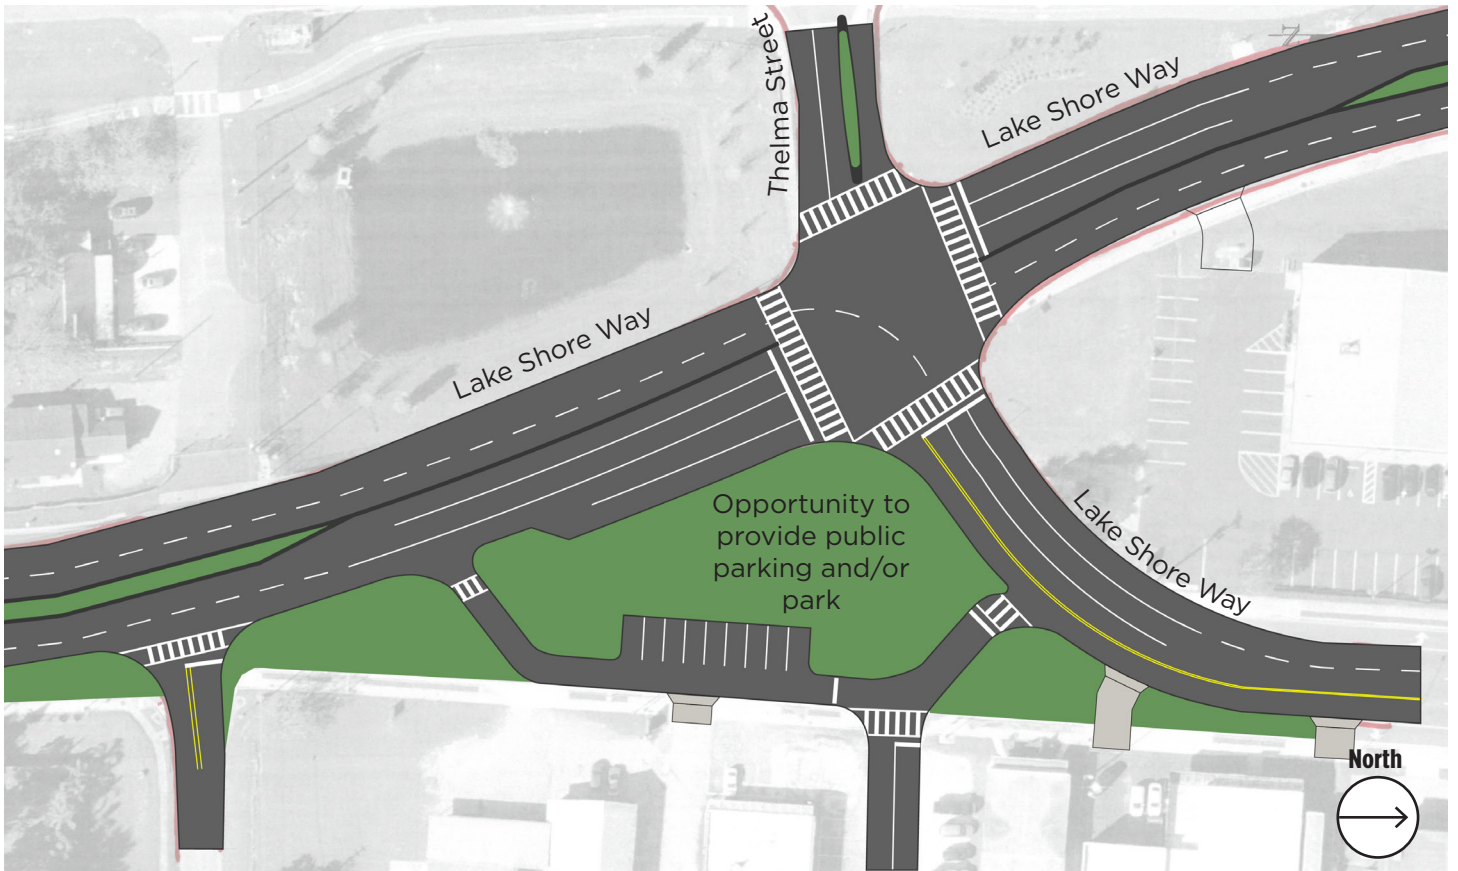 Thelma Street
Lake Shore Way
Lake Shore Way
Opportunity to
provide public
parking and/or
park
Lake Shore Way
North